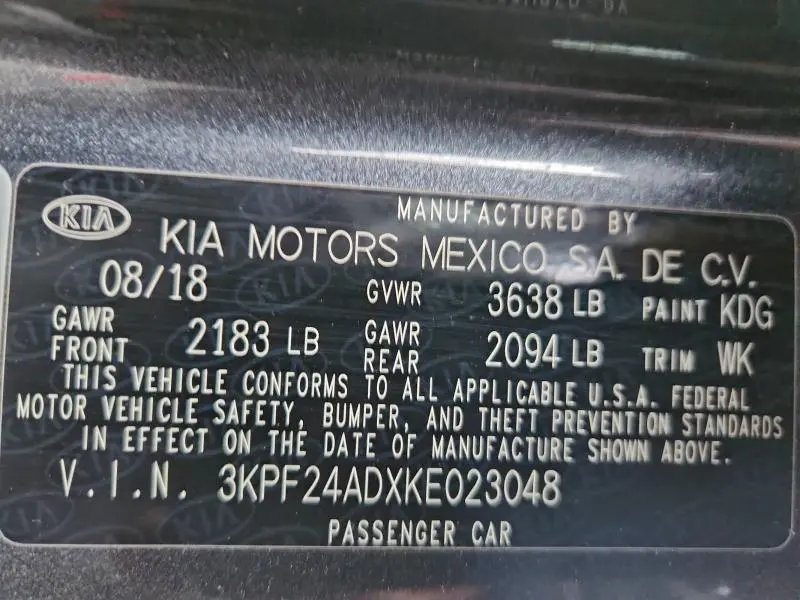 MANUFACTURED BY
KIA
KIA MOTORS MEXICO S.A. DE C.V.
08/18 GVWR 3638 LB PAINT KDG
GAWR FRONT 2183 LB GAWR REAR 2094 LB TRIM WK
THIS VEHICLE CONFORMS TO ALL APPLICABLE U.S.A. FEDERAL
MOTOR VEHICLE SAFETY, BUMPER, AND THEFT PREVENTION STANDARDS
IN EFFECT ON THE DATE OF MANUFACTURE SHOWN ABOVE.
V.I.N. 3KPF24ADXKE023048
PASSENGER CAR